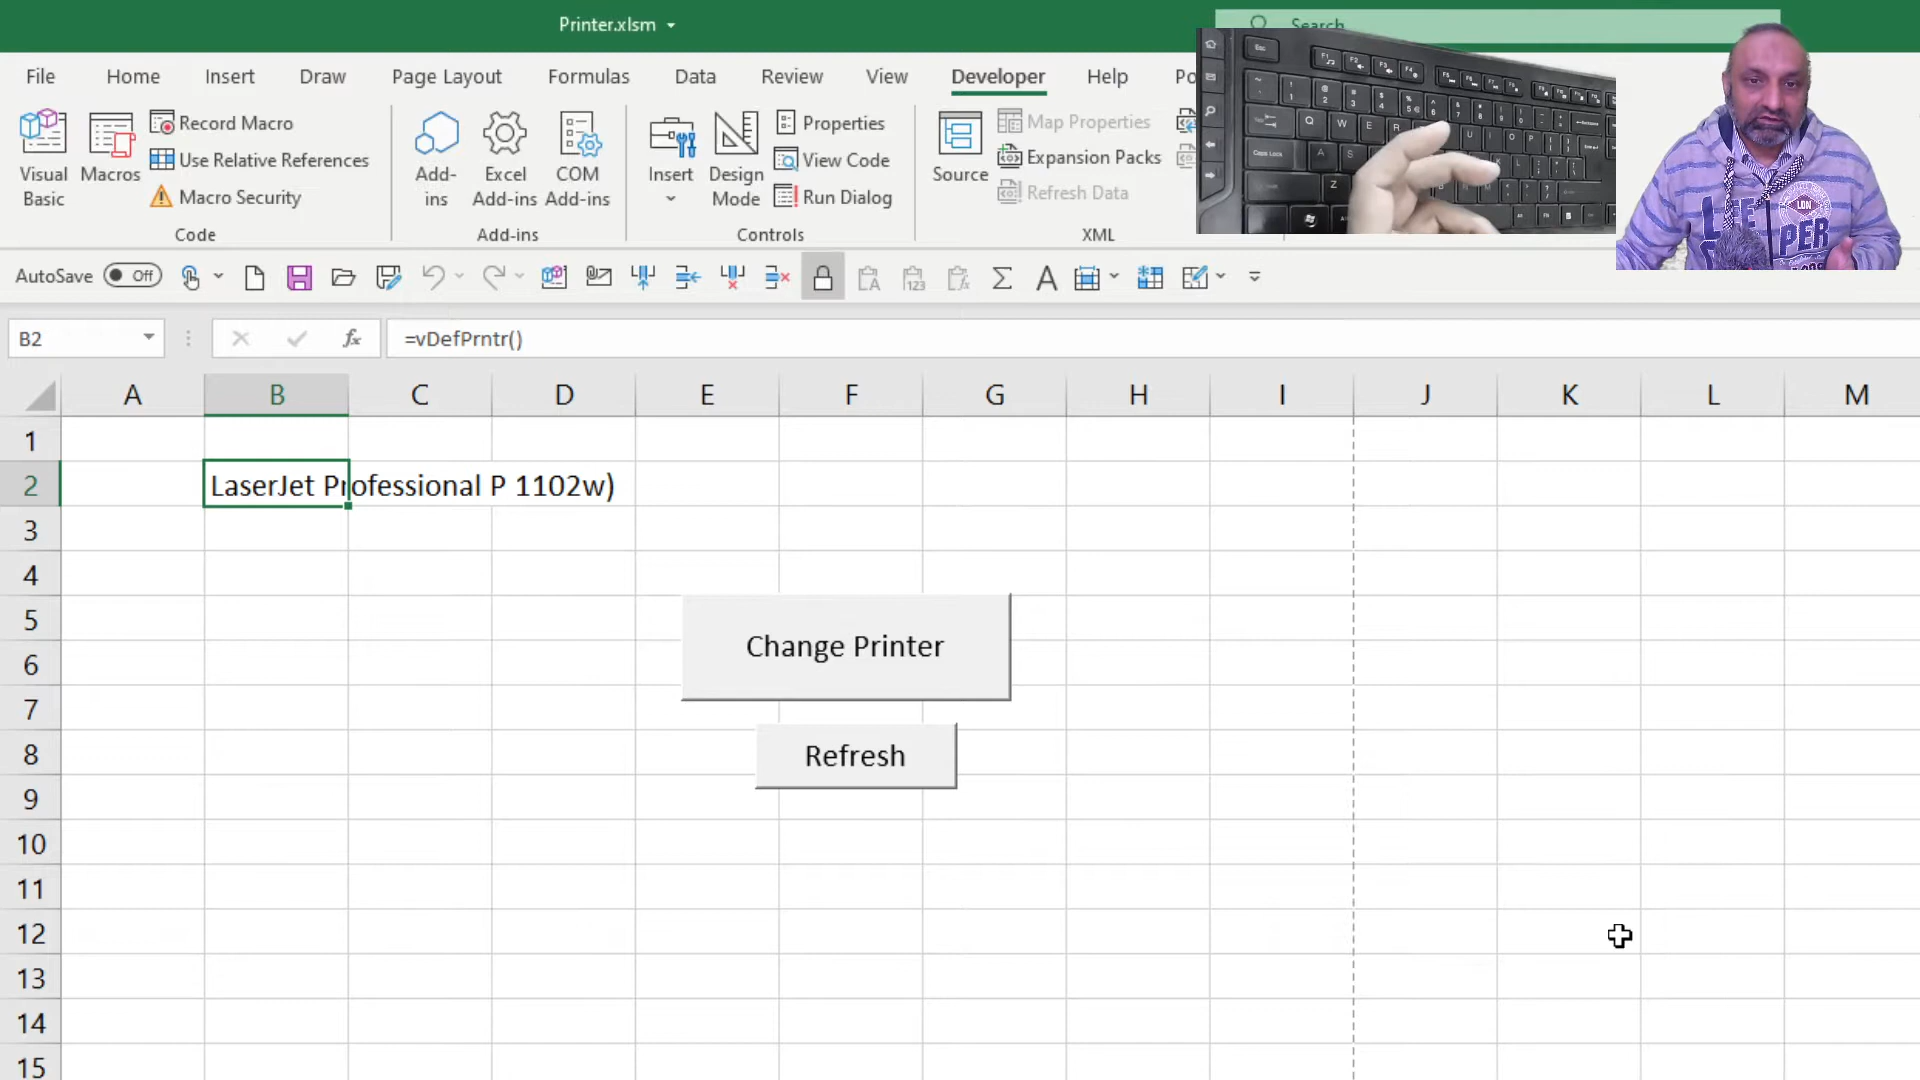 Printer.xlsm
Search
File Home Insert Draw Page Layout Formulas Data Review View Developer Help
Visual Basic
Macros
Record Macro
Use Relative References
Macro Security
Code
Add-ins
Excel Add-ins
COM Add-ins
Add-ins
Insert
Design Mode
Properties
View Code
Run Dialog
Controls
Source
Map Properties
Expansion Packs
Refresh Data
XML
AutoSave Off
B2
fx
=vDefPrntr()
A B C D E F G H I J K L M
1
2 LaserJet Professional P 1102w)
3
4
5
Change Printer
6
7
8 Refresh
9
10
11
12
13
14
15